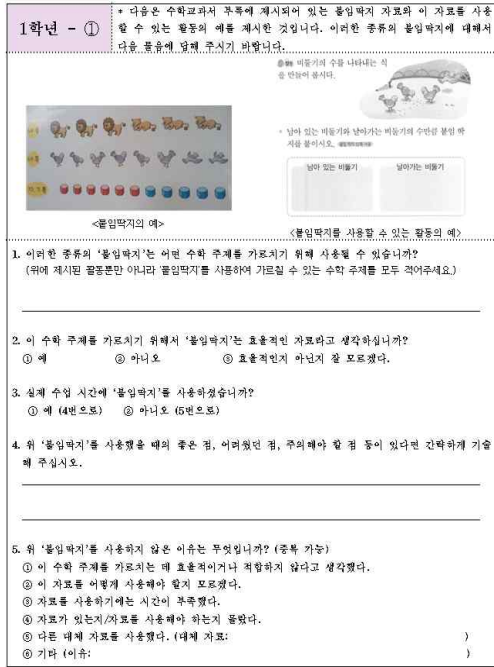 1학년 - ①
* 다음은 수학교과서 부록에 제시되어 있는 붙임딱지 자료와 이 자료를 사용
할 수 있는 활동의 예를 제시한 것입니다. 이러한 종류의 붙임딱지에 대해서
다음 물음에 답해 주시기 바랍니다.
비둘기의 수를 나타내는 식
을 만들어 봅시다.
• 남아 있는 비둘기와 날아가는 비둘기의 수만큼 붙임 딱
지를 붙이시오.
남아 있는 비둘기 날아가는 비둘기
<붙임딱지의 예>
<붙임딱지를 사용할 수 있는 활동의 예>
1. 이러한 종류의 '붙임딱지'는 어떤 수학 주제를 가르치기 위해 사용될 수 있습니까?
(위에 제시된 활동뿐만 아니라 '붙임딱지'를 사용하여 가르칠 수 있는 수학 주제를 모두 적어주세요.)
2. 이 수학 주제를 가르치기 위해서 '붙임딱지'는 효율적인 자료라고 생각하십니까?
① 예 ② 아니오 ③ 효율적인지 아닌지 잘 모르겠다.
3. 실제 수업 시간에 '붙임딱지'를 사용하셨습니까?
① 예 (4번으로) ② 아니오 (5번으로)
4. 위 '붙임딱지'를 사용했을 때의 좋은 점, 어려웠던 점, 주의해야 할 점 등이 있다면 간략하게 기술
해 주십시오.
5. 위 '붙임딱지'를 사용하지 않은 이유는 무엇입니까? (중복 가능)
① 이 수학 주제를 가르치는 데 효율적이거나 적합하지 않다고 생각했다.
② 이 자료를 어떻게 사용해야 할지 모르겠다.
③ 자료를 사용하기에는 시간이 부족했다.
④ 자료가 있는지/자료를 사용해야 하는지 몰랐다.
⑤ 다른 대체 자료를 사용했다. (대체 자료: )
⑥ 기타 (이유: )